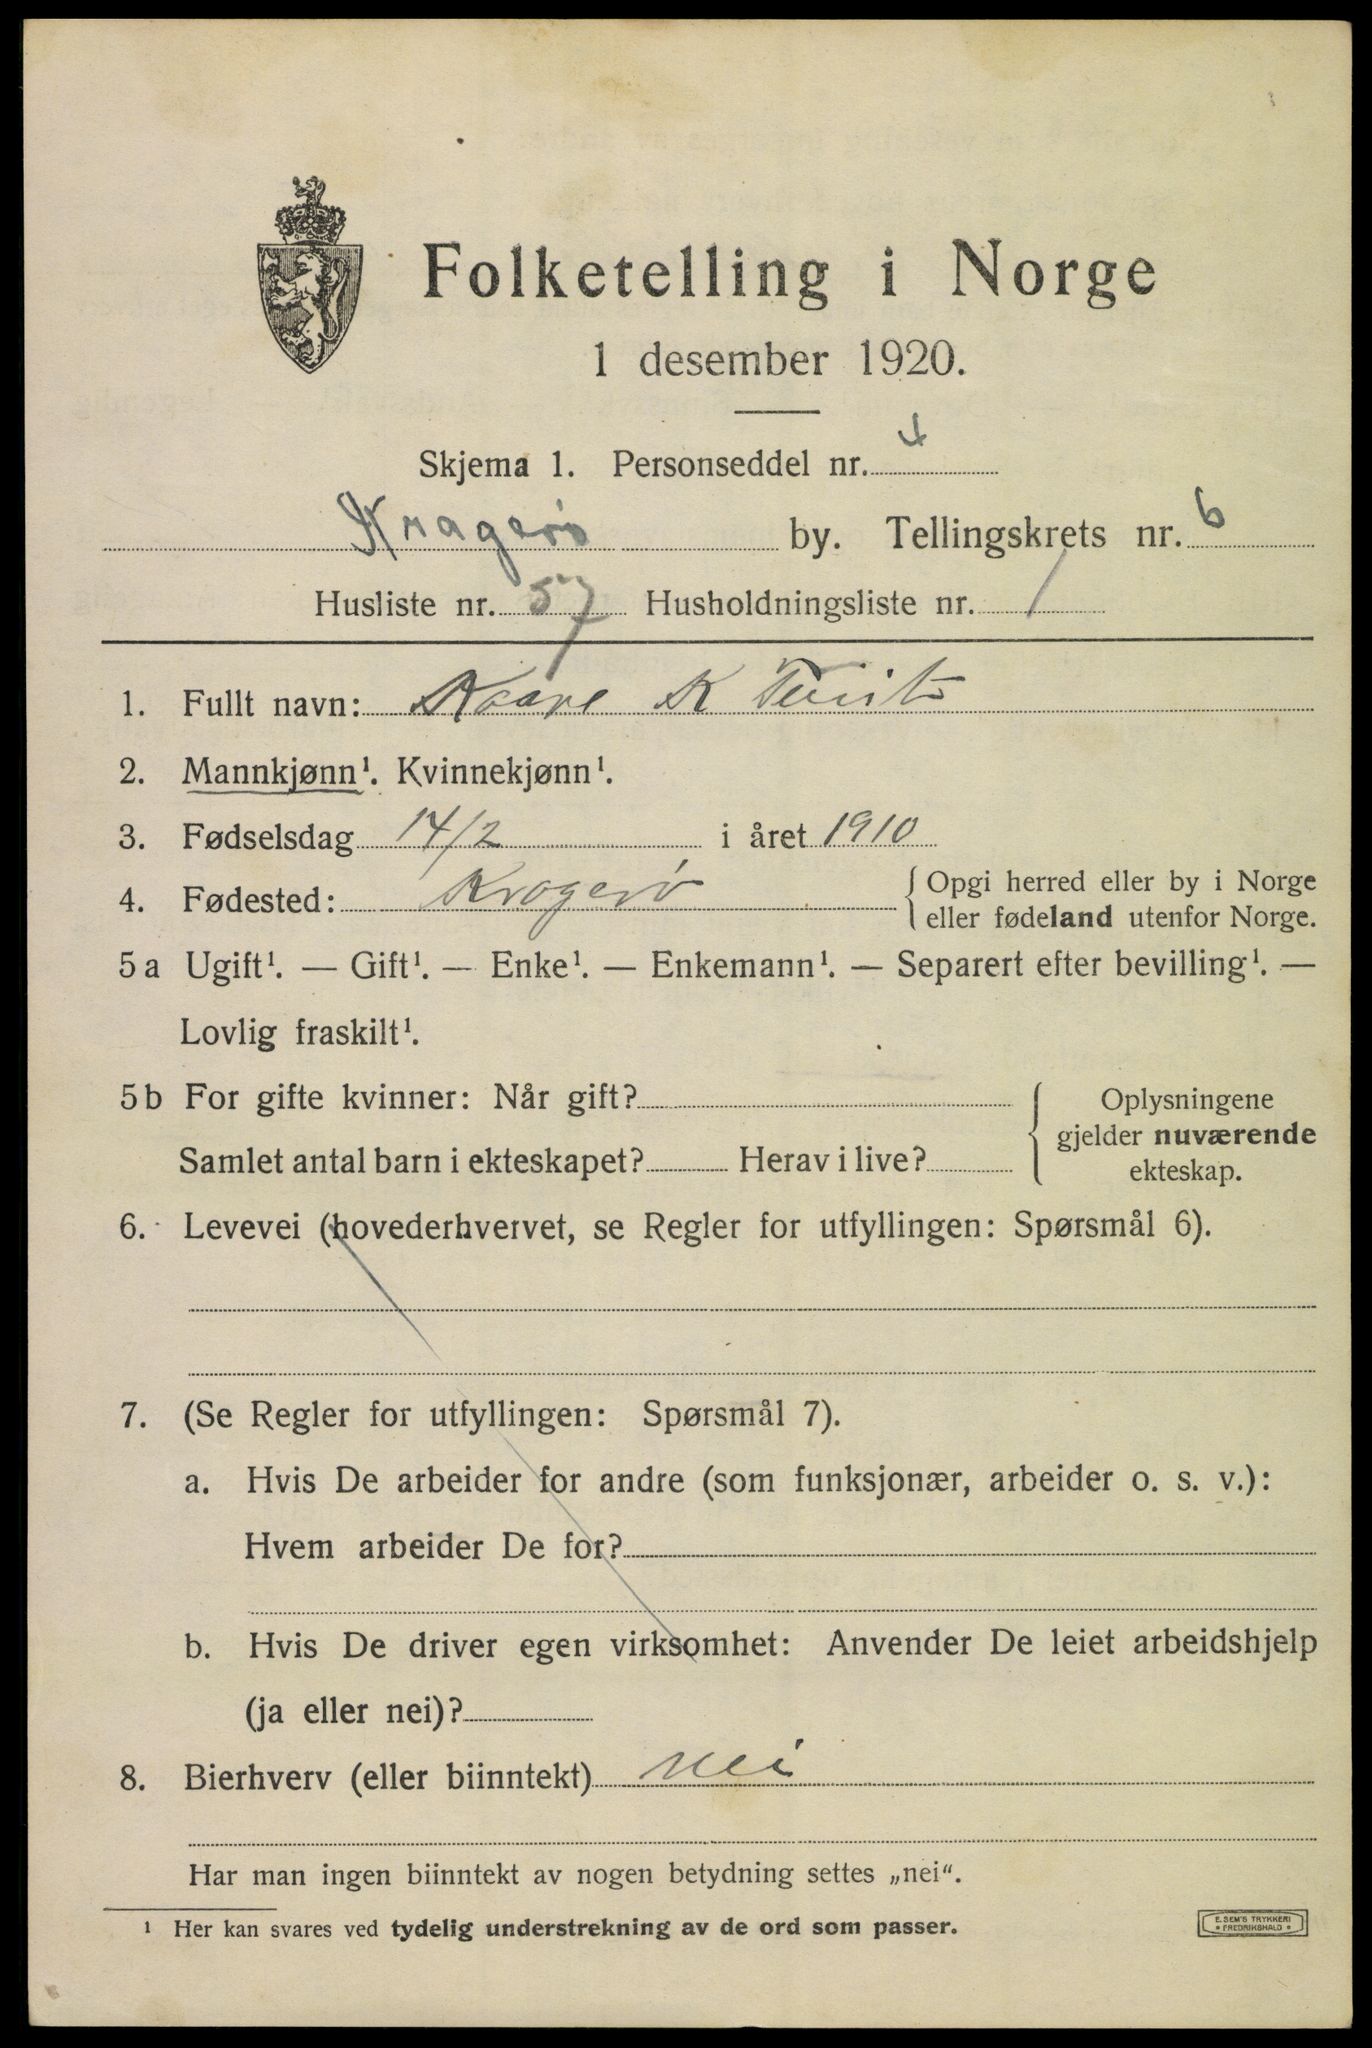 Folketelling i Norge
1 desember 1920.
Skjema 1. Personseddel nr. 4
Kragerø by. Tellingskrets nr. 6
Husliste nr. 57 Husholdningsliste nr. 1
1. Fullt navn: Kaare K
2. Mannkjønn¹. Kvinnekjønn¹.
3. Fødselsdag 14/2 i året 1910
4. Fødested: Kragerø { Opgi herred eller by i Norge
eller fødeland utenfor Norge.
5 a Ugift¹. — Gift¹. — Enke¹. — Enkemann¹. — Separert efter bevilling¹. —
Lovlig fraskilt¹.
5 b For gifte kvinner: Når gift?
Samlet antal barn i ekteskapet? Herav i live?
{ Oplysningene
gjelder nuværende
ekteskap.
6. Levevei (hovederhvervet, se Regler for utfyllingen: Spørsmål 6).
7. (Se Regler for utfyllingen: Spørsmål 7).
a. Hvis De arbeider for andre (som funksjonær, arbeider o. s. v.):
Hvem arbeider De for?
b. Hvis De driver egen virksomhet: Anvender De leiet arbeidshjelp
(ja eller nei)?
8. Bierhverv (eller biinntekt) nei
Har man ingen biinntekt av nogen betydning settes „nei“.
¹ Her kan svares ved tydelig understrekning av de ord som passer.
E. SEM'S TRYKKERI
• FREDRIKSHALD •